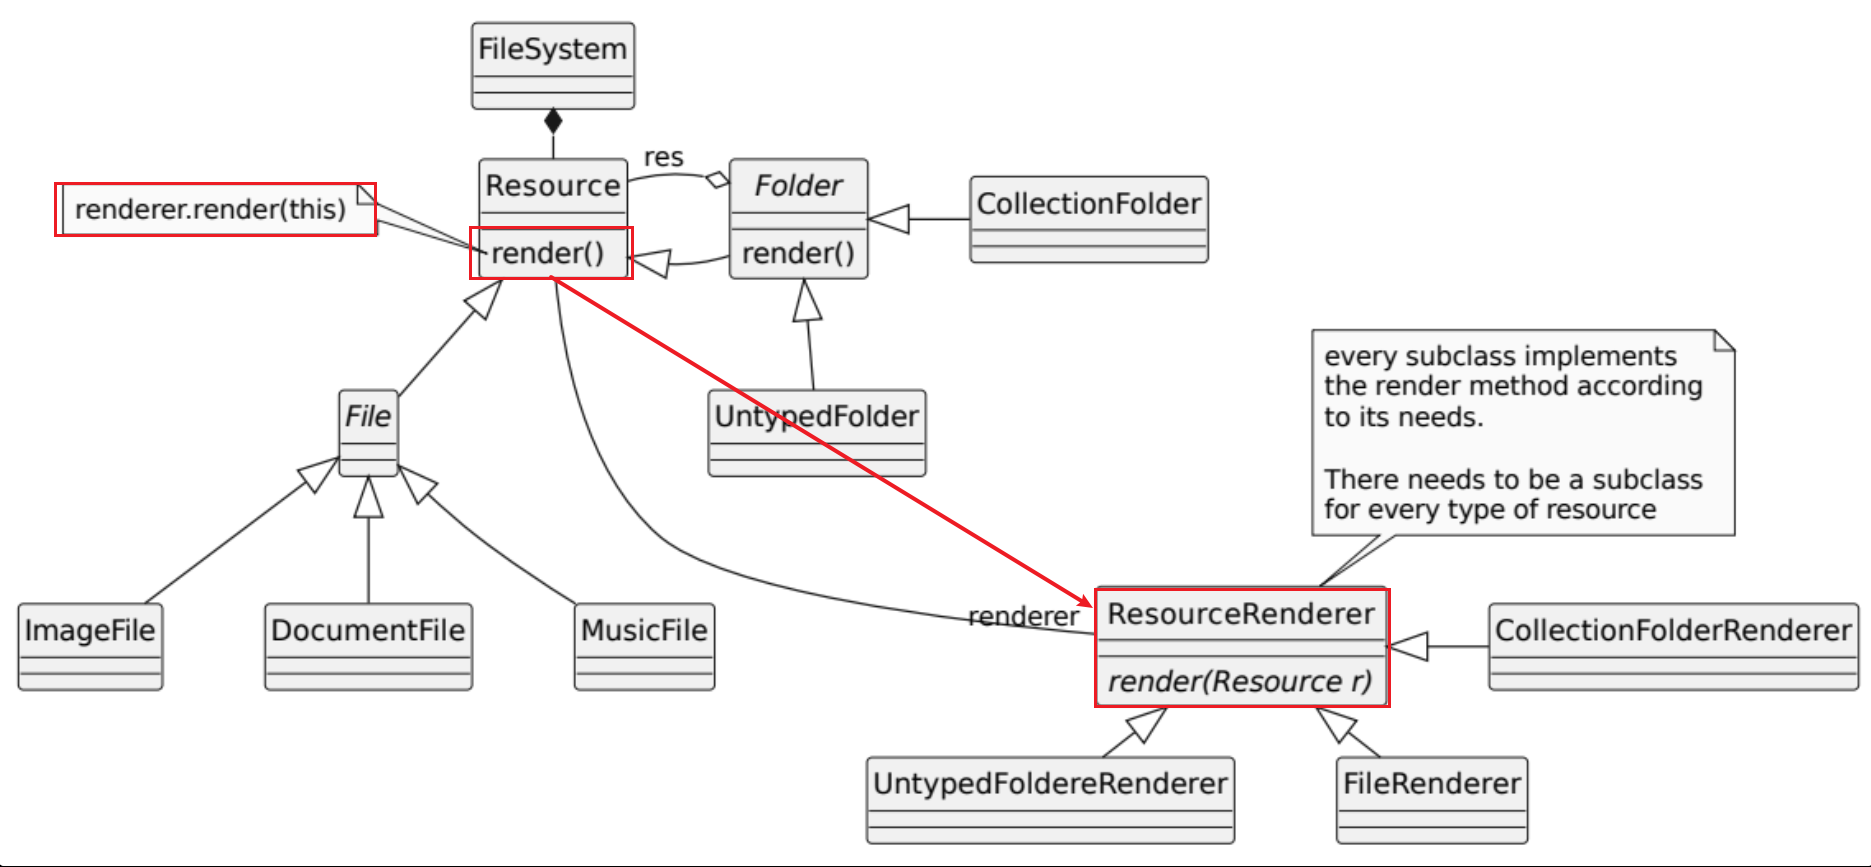 FileSystem
res
Resource
Folder
CollectionFolder
renderer.render(this)
render()
render()
File
UntypedFolder
every subclass implements
the render method according
to its needs.
There needs to be a subclass
for every type of resource
ImageFile
DocumentFile
MusicFile
renderer
ResourceRenderer
render(Resource r)
CollectionFolderRenderer
UntypedFoldereRenderer
FileRenderer